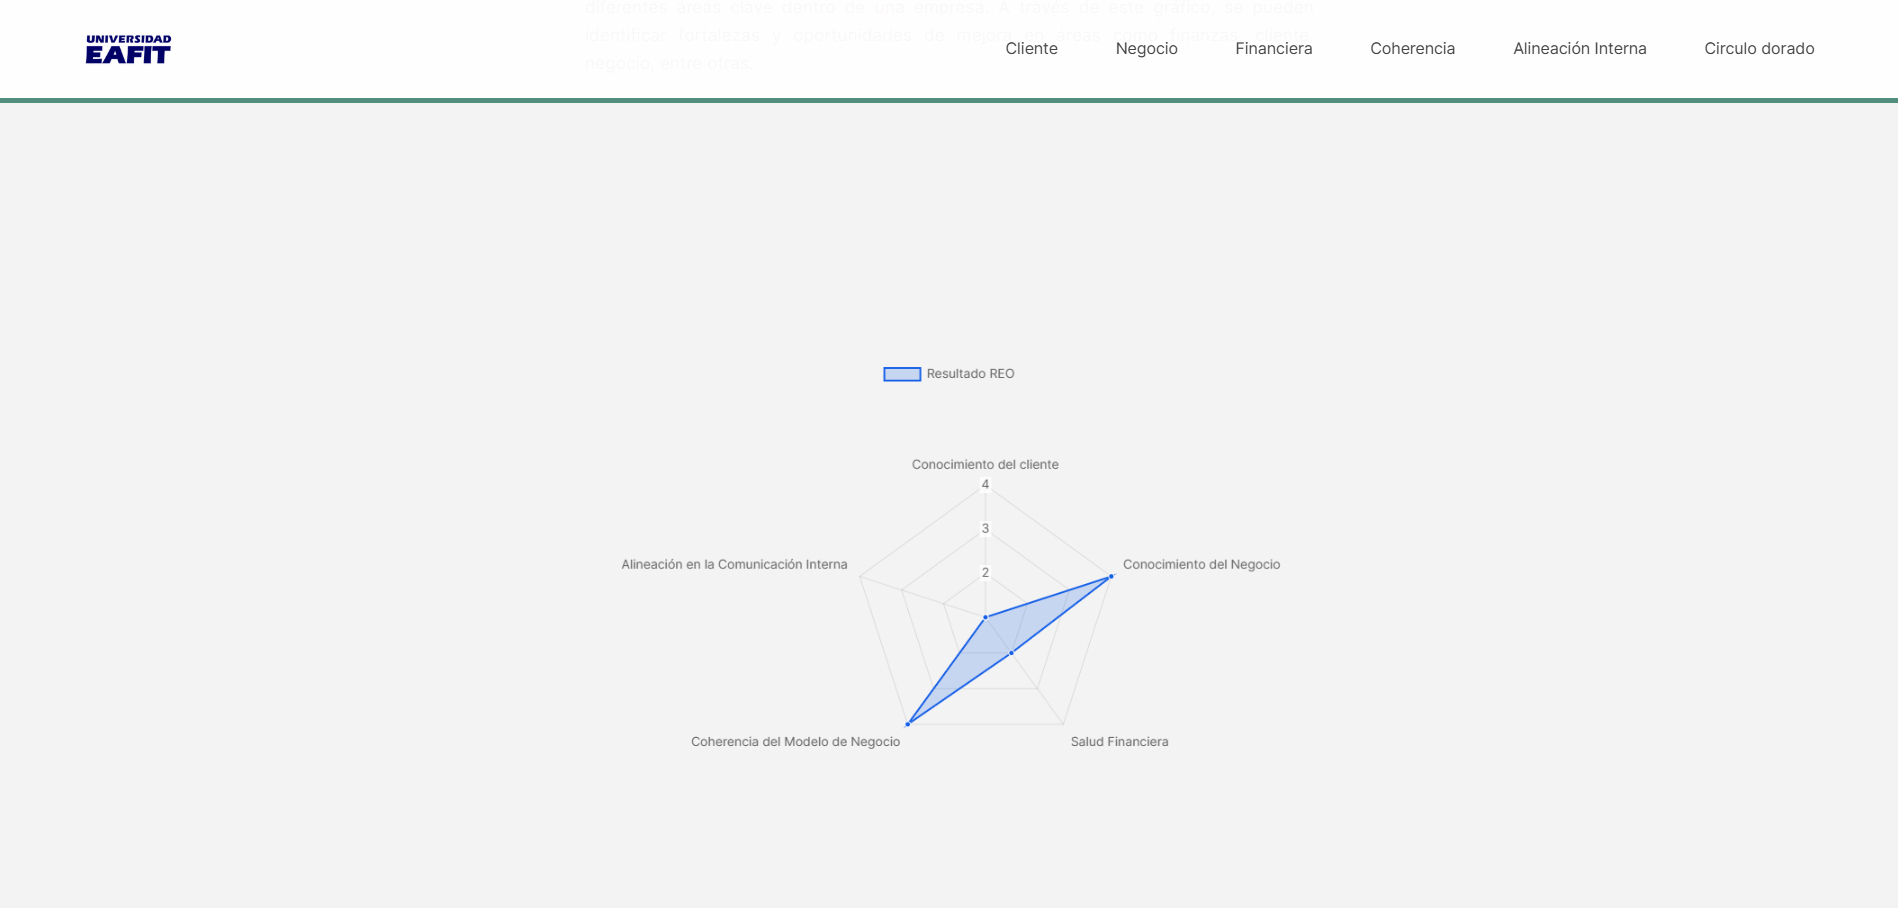 diferentes áreas clave dentro de una empresa. A través de este gráfico, se pueden
identificar fortalezas y oportunidades de mejora en áreas como finanzas, cliente,
negocio, entre otras.
UNIVERSIDAD
EAFIT
Cliente
Negocio
Financiera
Coherencia
Alineación Interna
Circulo dorado
Resultado REO
Conocimiento del cliente
4
3
2
Alineación en la Comunicación Interna
Conocimiento del Negocio
Coherencia del Modelo de Negocio
Salud Financiera